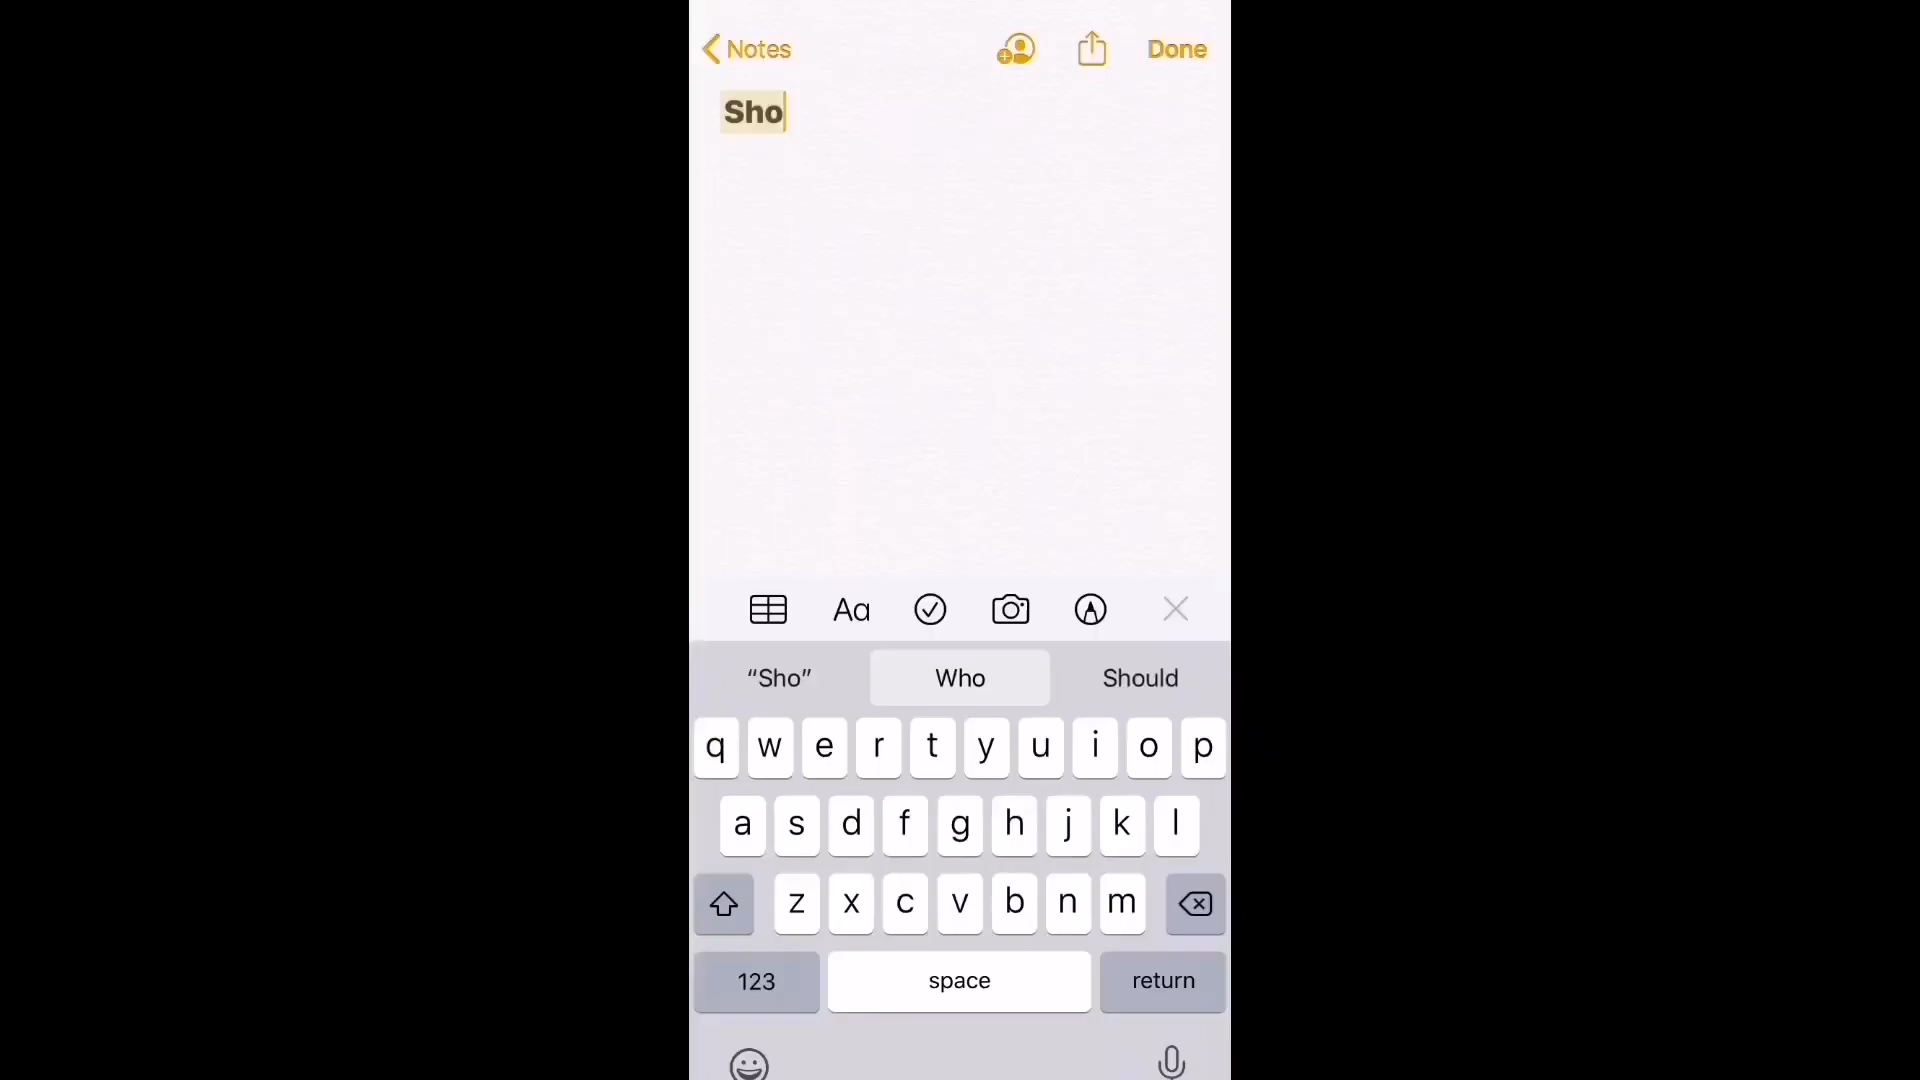 Notes Done
Sho
Aa
“Sho” Who Should
q w e r t y u i o p
a s d f g h j k l
z x c v b n m
123 space return